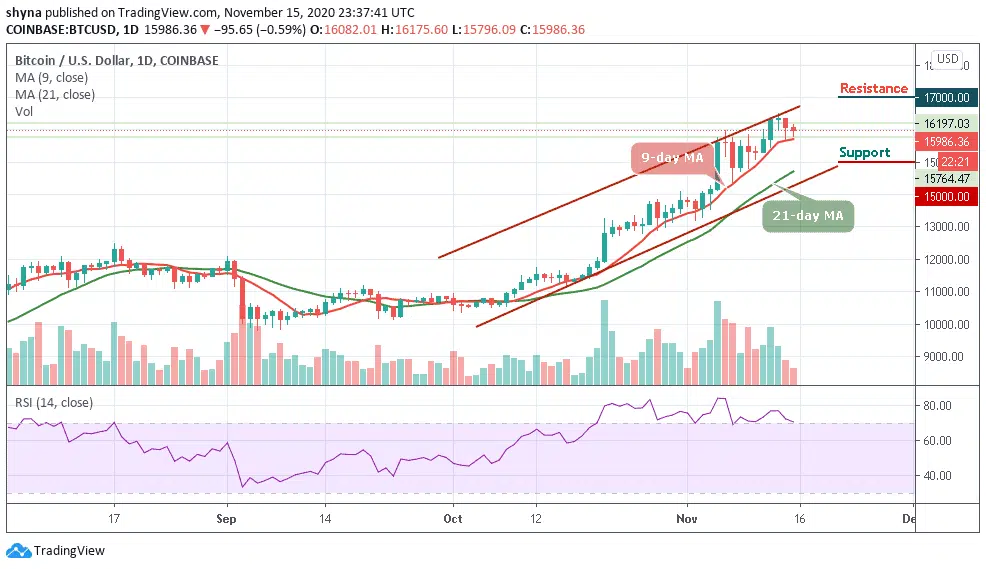 shyna published on TradingView.com, November 15, 2020 23:37:41 UTC
COINBASE:BTCUSD, 1D 15986.36 ▼ −95.65 (−0.59%) O:16082.01 H:16175.60 L:15796.09 C:15986.36
Bitcoin / U.S. Dollar, 1D, COINBASE
MA (9, close)
MA (21, close)
Vol
USD
Resistance
17000.00
16197.03
15986.36
9-day MA
Support
22:21
15764.47
15000.00
21-day MA
13000.00
12000.00
11000.00
10000.00
9000.00
RSI (14, close)
80.00
60.00
40.00
17 Sep 14 Oct 12 Nov 16 De
TradingView